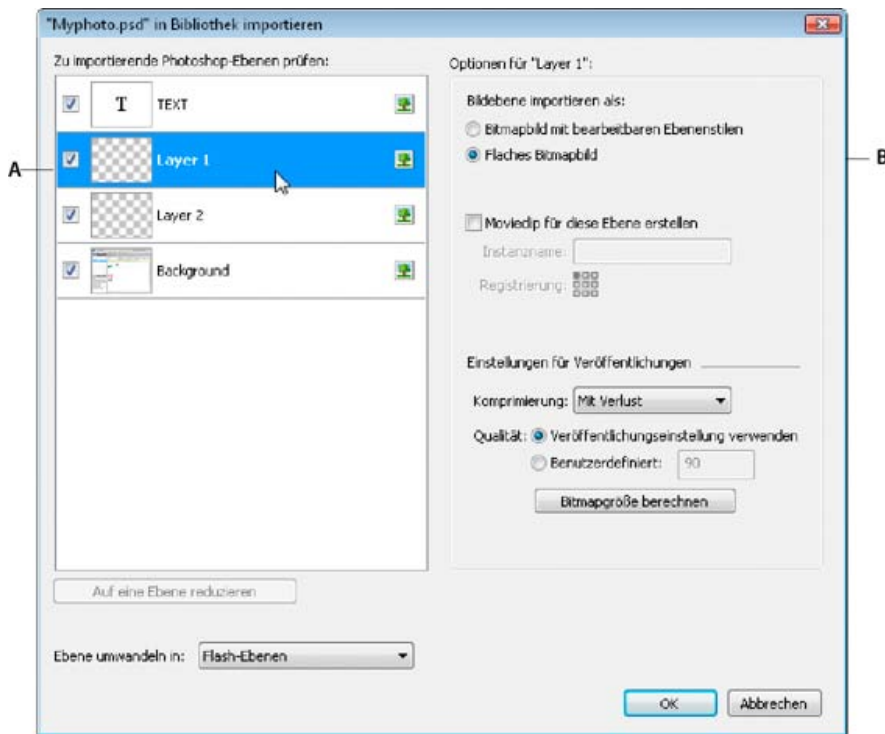 "Myphoto.psd" in Bibliothek importieren
Zu importierende Photoshop-Ebenen prüfen:
T TEXT
Layer 1
Layer 2
Background
A
Auf eine Ebene reduzieren
Ebene umwandeln in: Flash-Ebenen
Optionen für "Layer 1":
Bildebene importieren als:
Bitmapbild mit bearbeitbaren Ebenenstilen
Flaches Bitmapbild
B
Movieclip für diese Ebene erstellen
Instanzname:
Registrierung:
Einstellungen für Veröffentlichungen
Komprimierung: Mit Verlust
Qualität: Veröffentlichungseinstellung verwenden
Benutzerdefiniert: 90
Bitmapgröße berechnen
OK Abbrechen